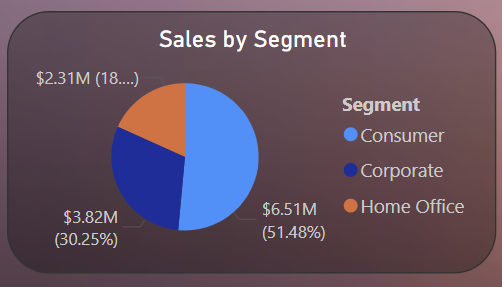 Sales by Segment
$2.31M (18....)
Segment
Consumer
Corporate
Home Office
$3.82M
(30.25%)
$6.51M
(51.48%)